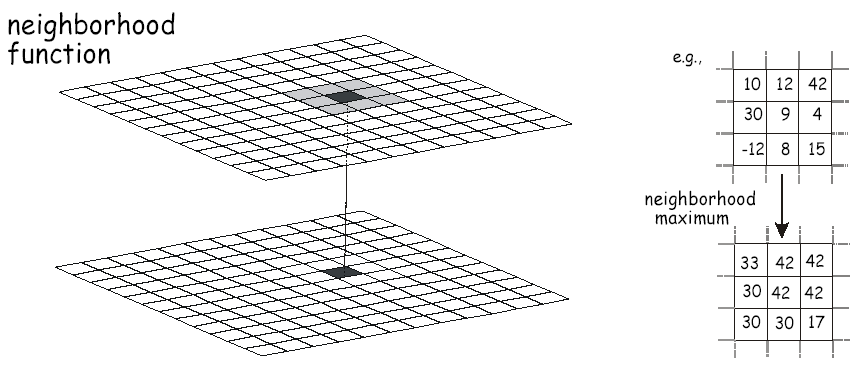 neighborhood
function
e.g.,
10 12 42
30 9 4
-12 8 15
neighborhood
maximum
33 42 42
30 42 42
30 30 17